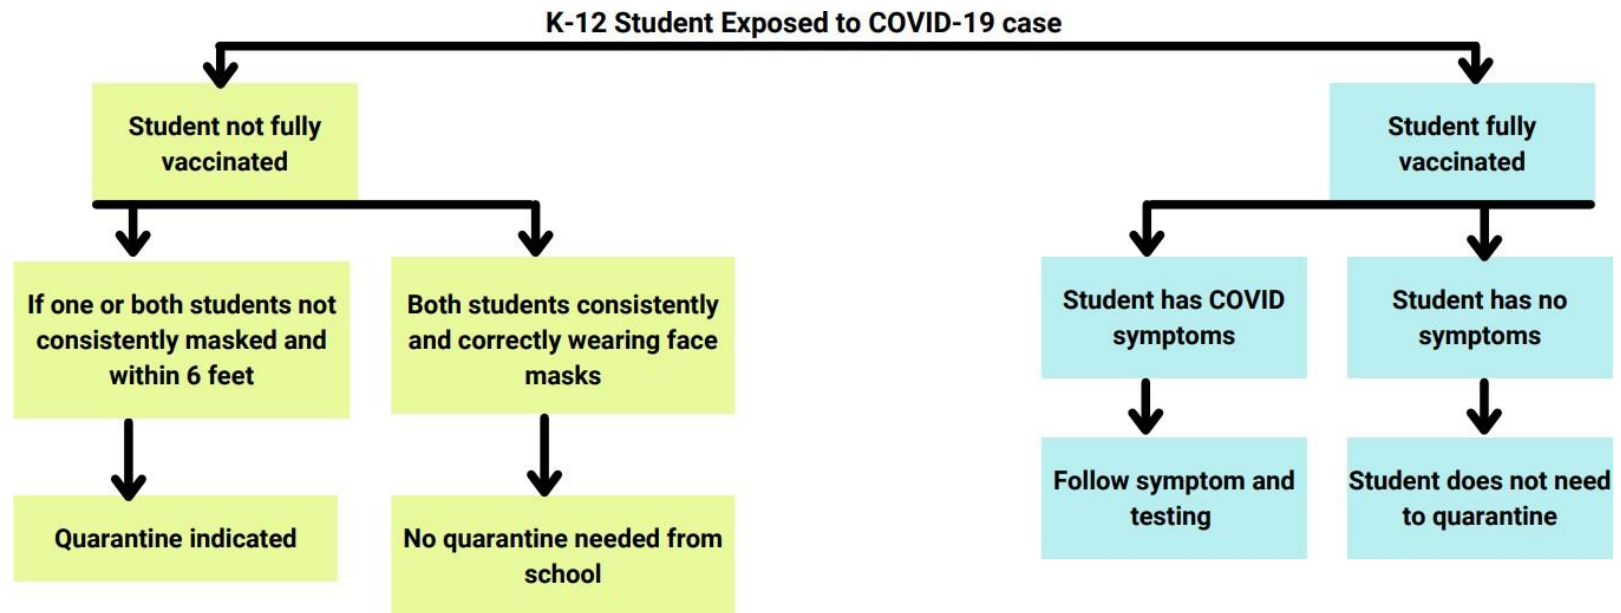 K-12 Student Exposed to COVID-19 case
Student not fully
vaccinated
Student fully
vaccinated
If one or both students not
consistently masked and
within 6 feet
Both students consistently
and correctly wearing face
masks
Student has COVID
symptoms
Student has no
symptoms
Quarantine indicated
No quarantine needed from
school
Follow symptom and
testing
Student does not need
to quarantine